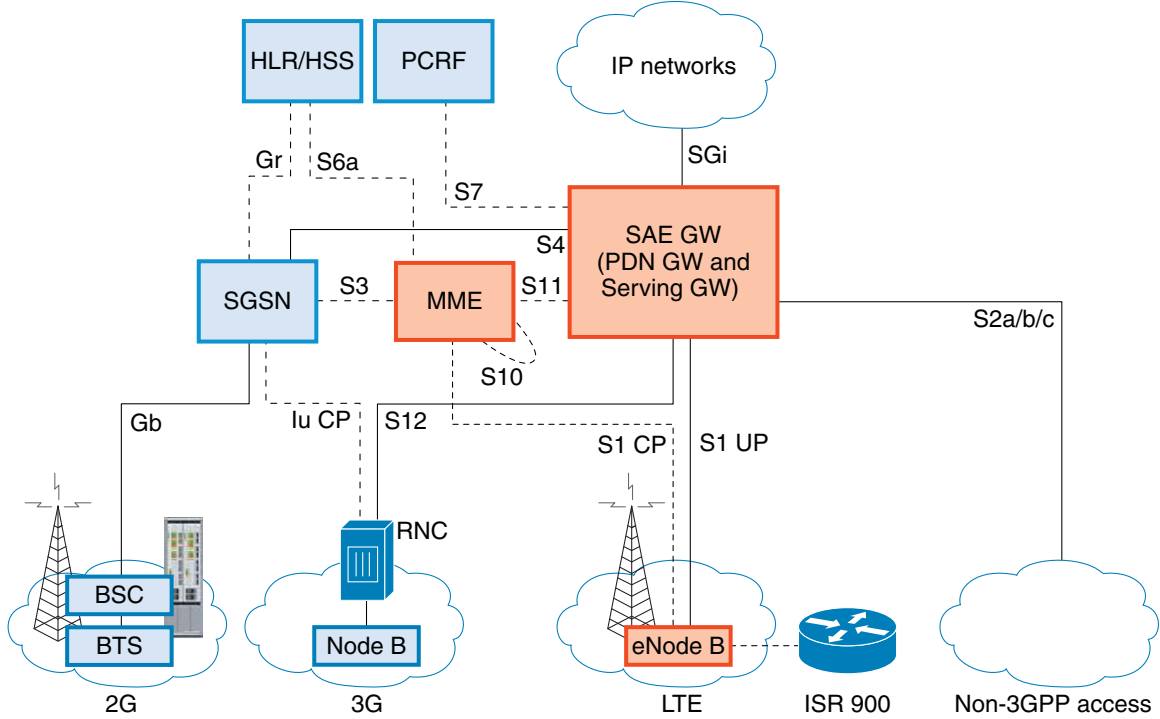 HLR/HSS
PCRF
IP networks
Gr
S6a
SGi
S7
SAE GW
(PDN GW and
Serving GW)
S4
SGSN
S3
MME
S11
S2a/b/c
S10
Gb
Iu CP
S12
S1 CP
S1 UP
RNC
BSC
BTS
Node B
eNode B
2G
3G
LTE
ISR 900
Non-3GPP access